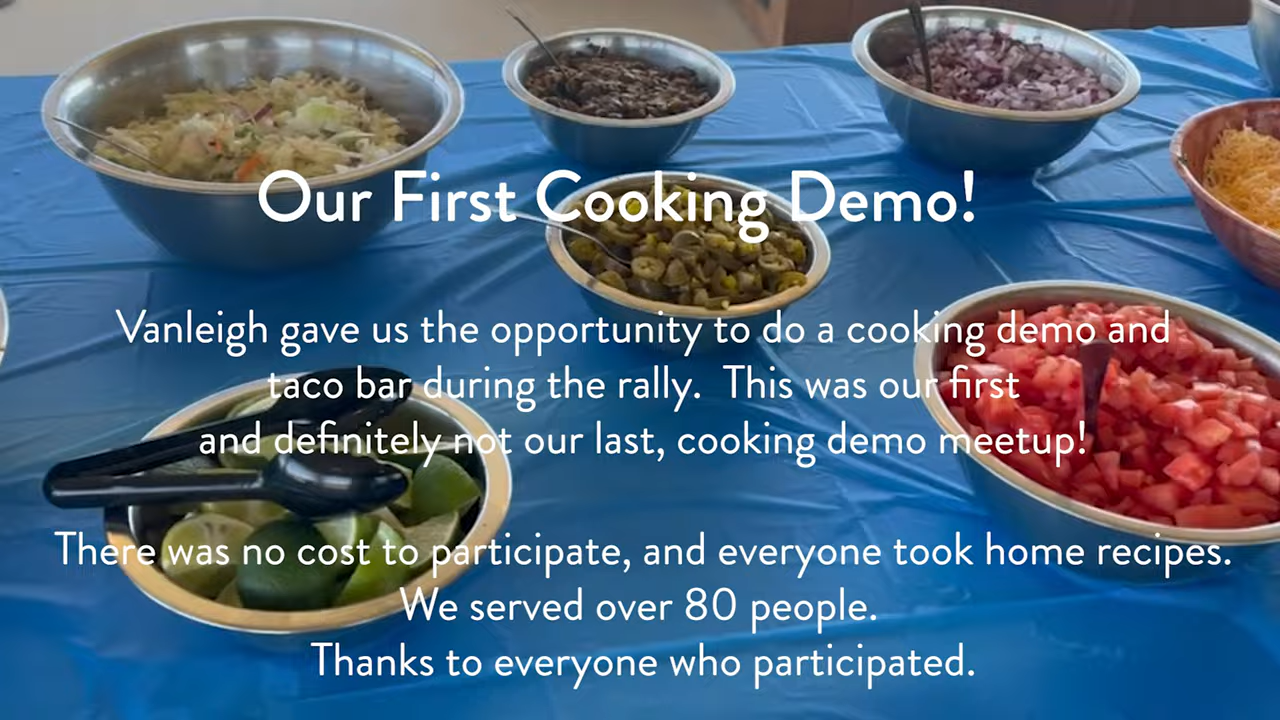 Our First Cooking Demo!
Vanleigh gave us the opportunity to do a cooking demo and
taco bar during the rally.  This was our first
and definitely not our last, cooking demo meetup!
There was no cost to participate, and everyone took home recipes.
We served over 80 people.
Thanks to everyone who participated.